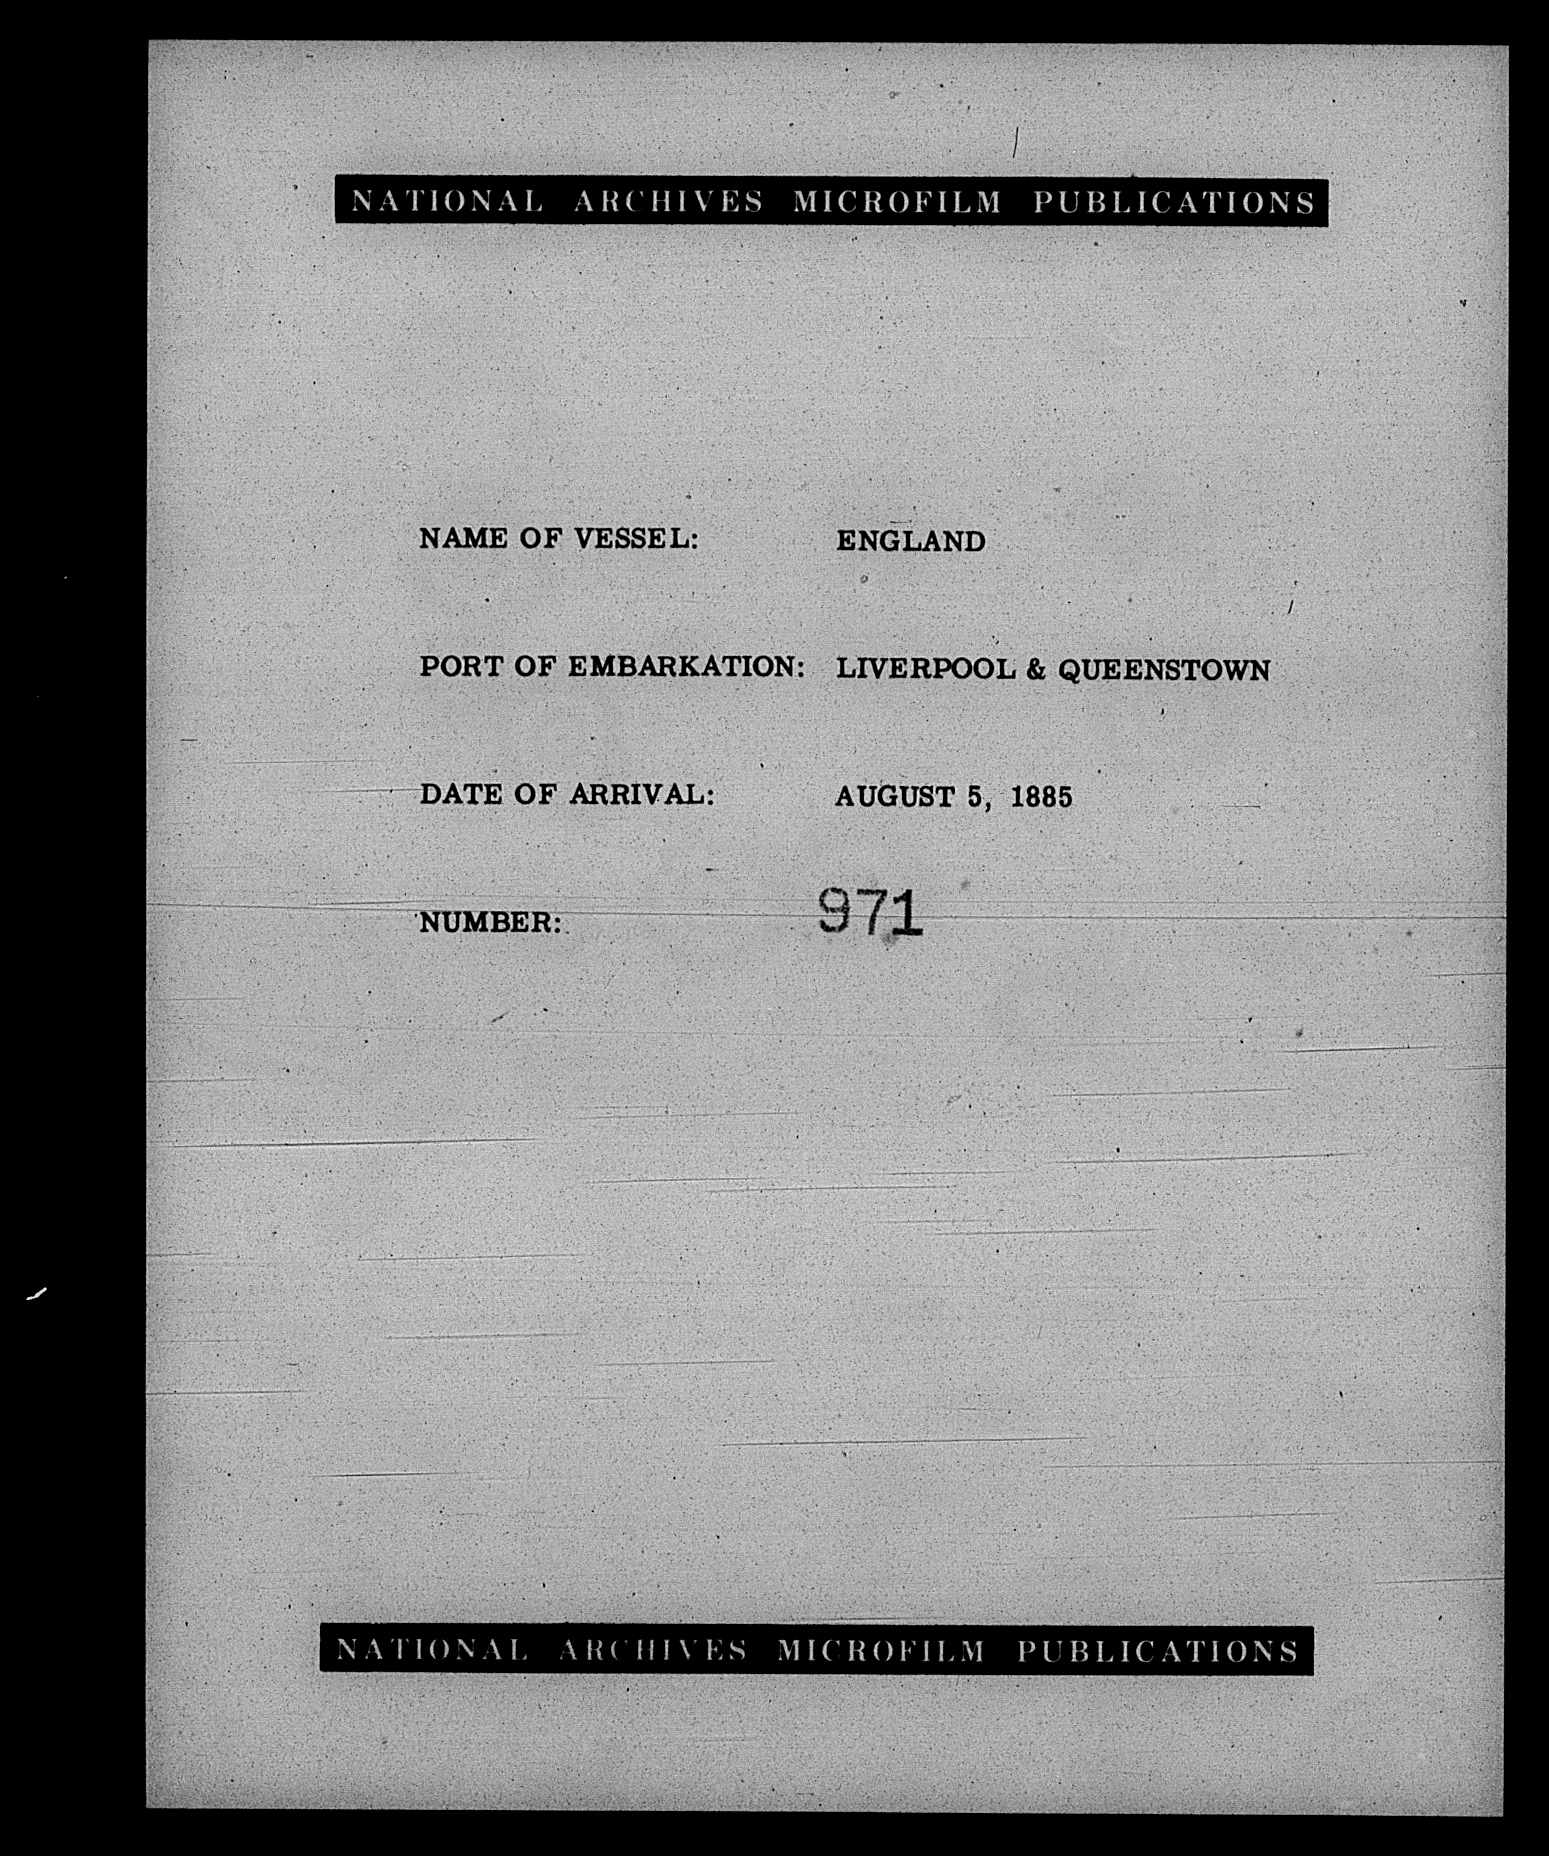 NATIONAL ARCHIVES MICROFILM PUBLICATIONS
NAME OF VESSEL: ENGLAND
PORT OF EMBARKATION: LIVERPOOL & QUEENSTOWN
DATE OF ARRIVAL: AUGUST 5, 1885
NUMBER: 971
NATIONAL ARCHIVES MICROFILM PUBLICATIONS